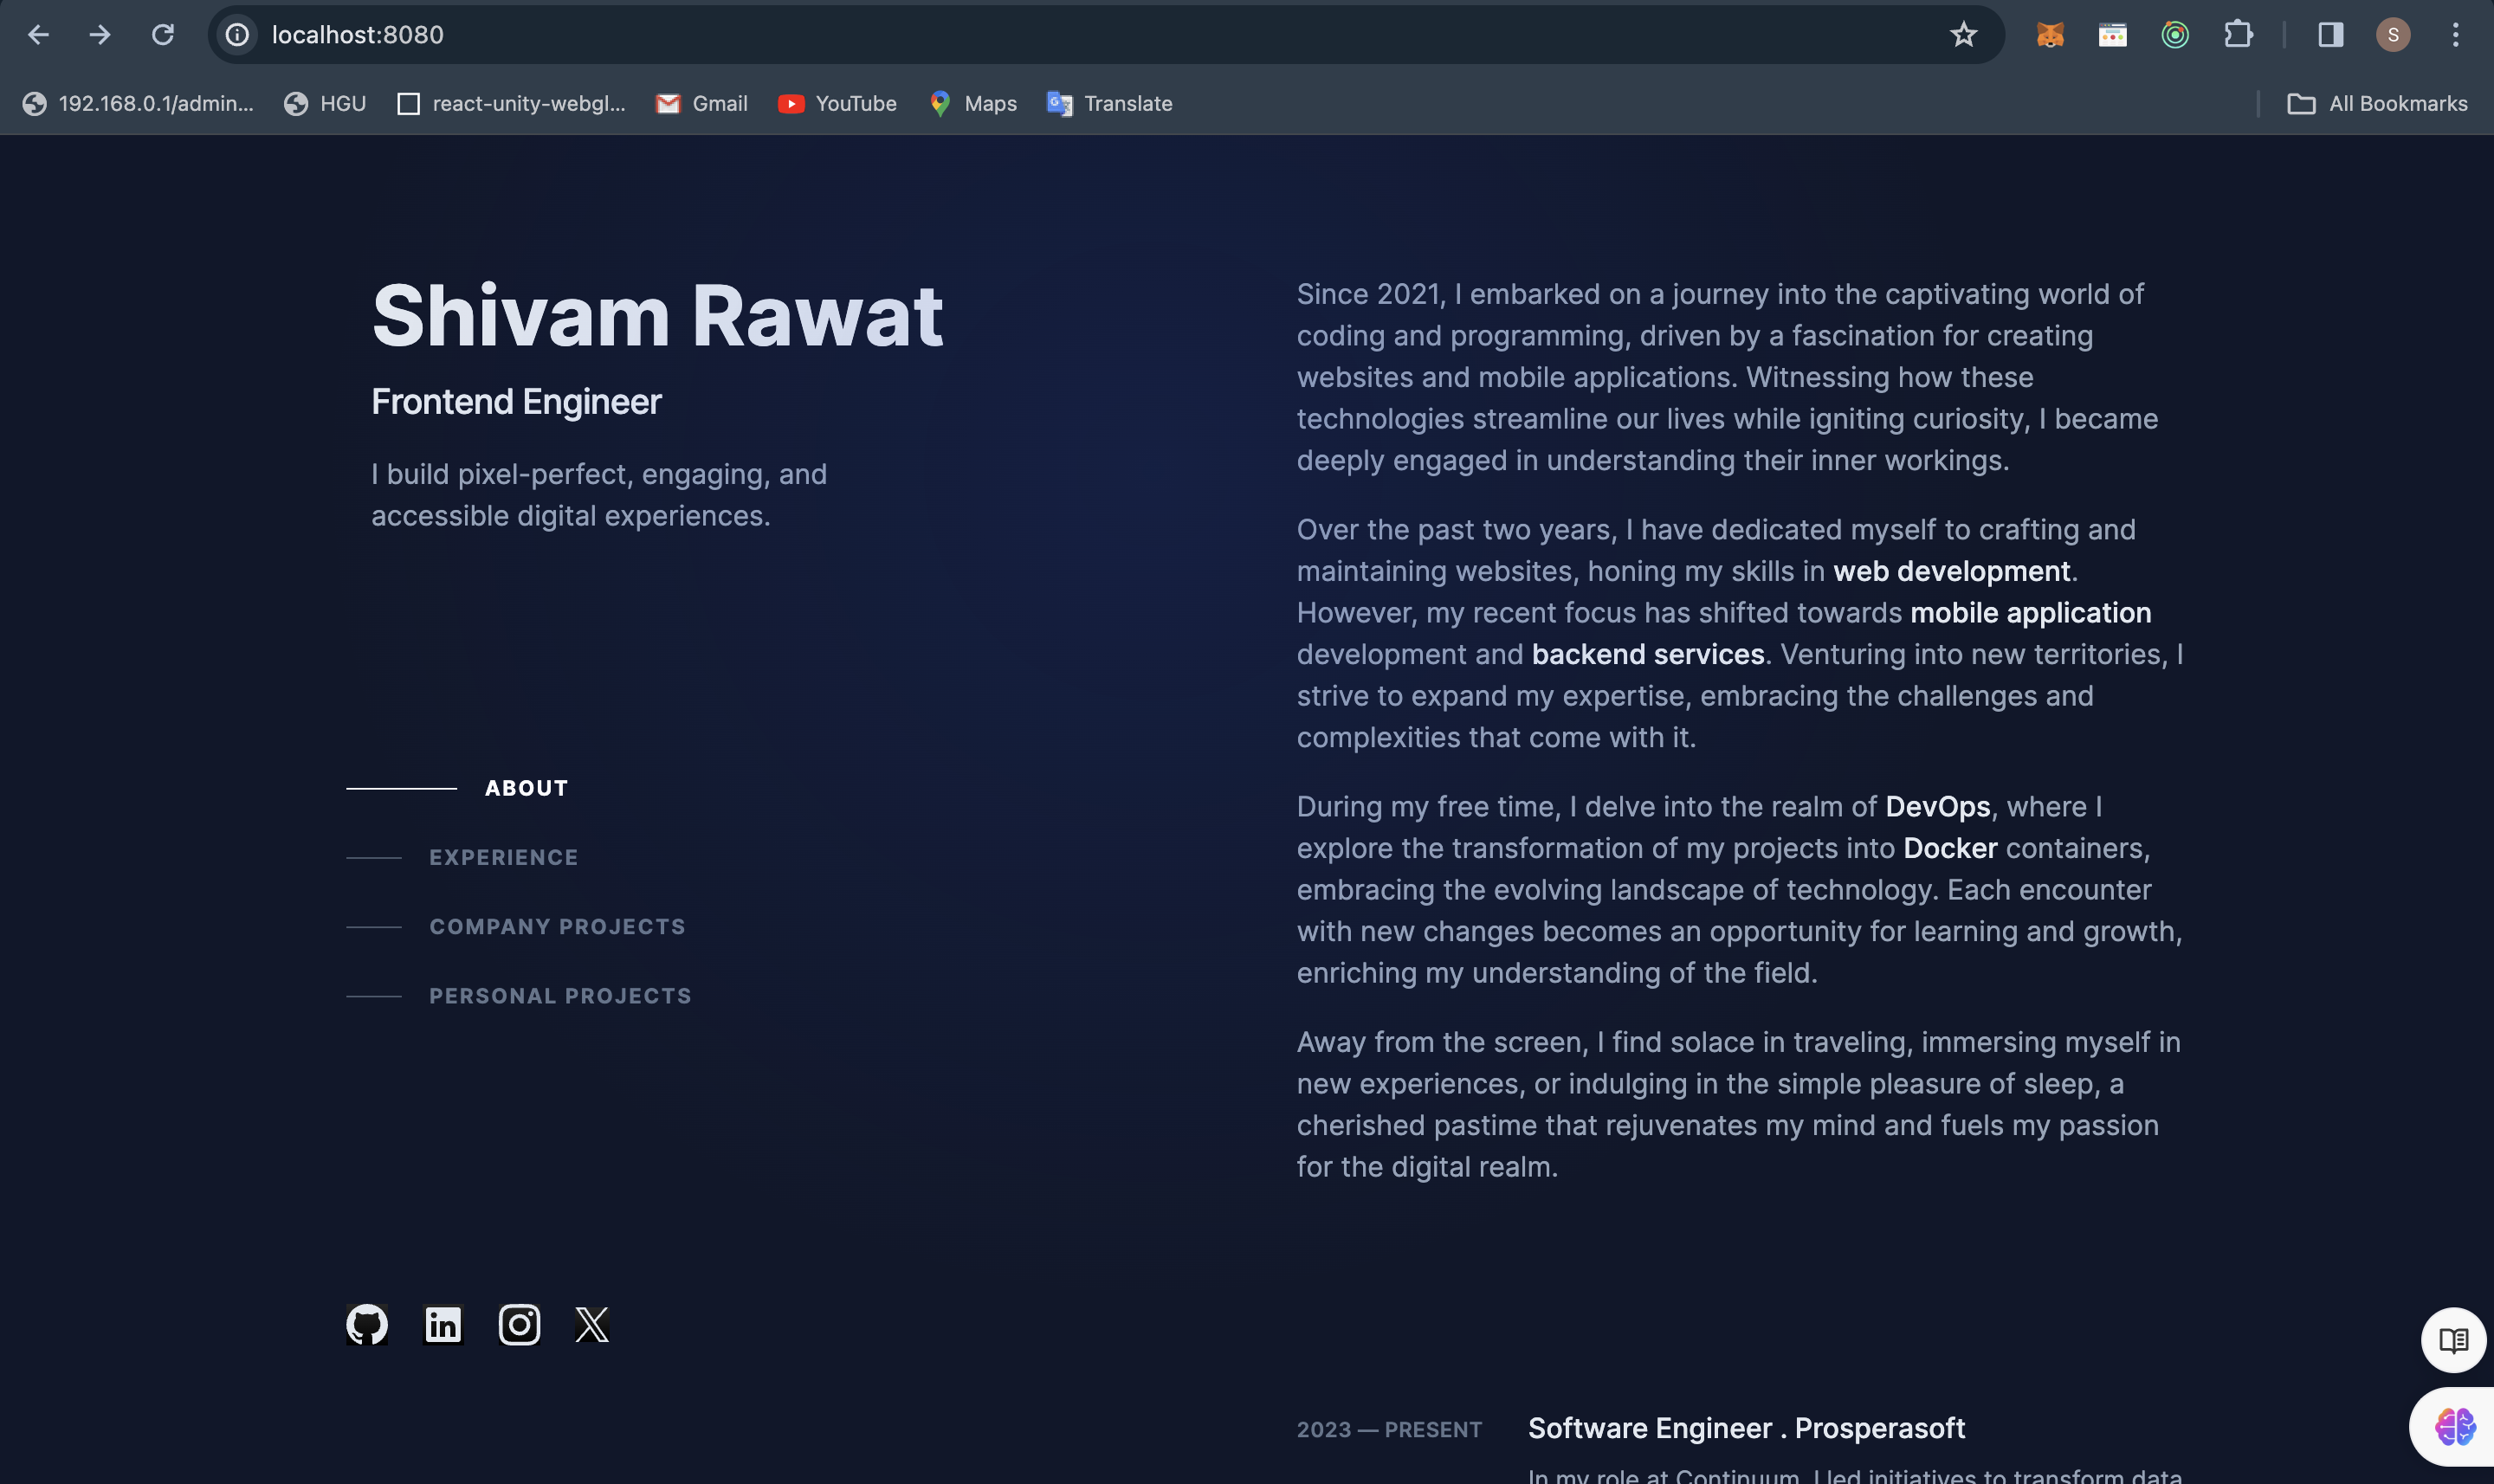 localhost:8080
S
192.168.0.1/admin...
HGU
react-unity-webgl...
Gmail
YouTube
Maps
Translate
All Bookmarks
Shivam Rawat
Frontend Engineer
I build pixel-perfect, engaging, and
accessible digital experiences.
ABOUT
EXPERIENCE
COMPANY PROJECTS
PERSONAL PROJECTS
Since 2021, I embarked on a journey into the captivating world of
coding and programming, driven by a fascination for creating
websites and mobile applications. Witnessing how these
technologies streamline our lives while igniting curiosity, I became
deeply engaged in understanding their inner workings.
Over the past two years, I have dedicated myself to crafting and
maintaining websites, honing my skills in web development.
However, my recent focus has shifted towards mobile application
development and backend services. Venturing into new territories, I
strive to expand my expertise, embracing the challenges and
complexities that come with it.
During my free time, I delve into the realm of DevOps, where I
explore the transformation of my projects into Docker containers,
embracing the evolving landscape of technology. Each encounter
with new changes becomes an opportunity for learning and growth,
enriching my understanding of the field.
Away from the screen, I find solace in traveling, immersing myself in
new experiences, or indulging in the simple pleasure of sleep, a
cherished pastime that rejuvenates my mind and fuels my passion
for the digital realm.
2023 — PRESENT
Software Engineer . Prosperasoft
In my role at Continuum, I led initiatives to transform data